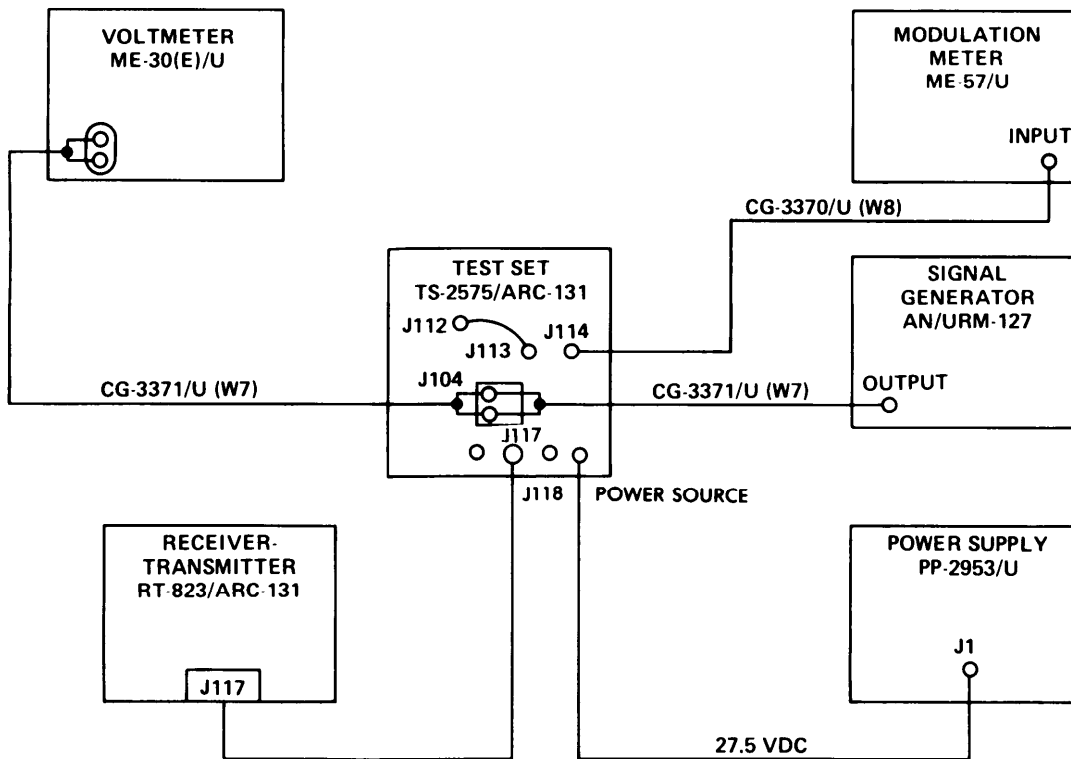 VOLTMETER
ME-30(E)/U
MODULATION
METER
ME-57/U
INPUT
CG-3370/U (W8)
TEST SET
TS-2575/ARC-131
J112
J113
J114
SIGNAL
GENERATOR
AN/URM-127
OUTPUT
CG-3371/U (W7)
J104
CG-3371/U (W7)
J117
J118
POWER SOURCE
RECEIVER-
TRANSMITTER
RT-823/ARC-131
J117
POWER SUPPLY
PP-2953/U
J1
27.5 VDC